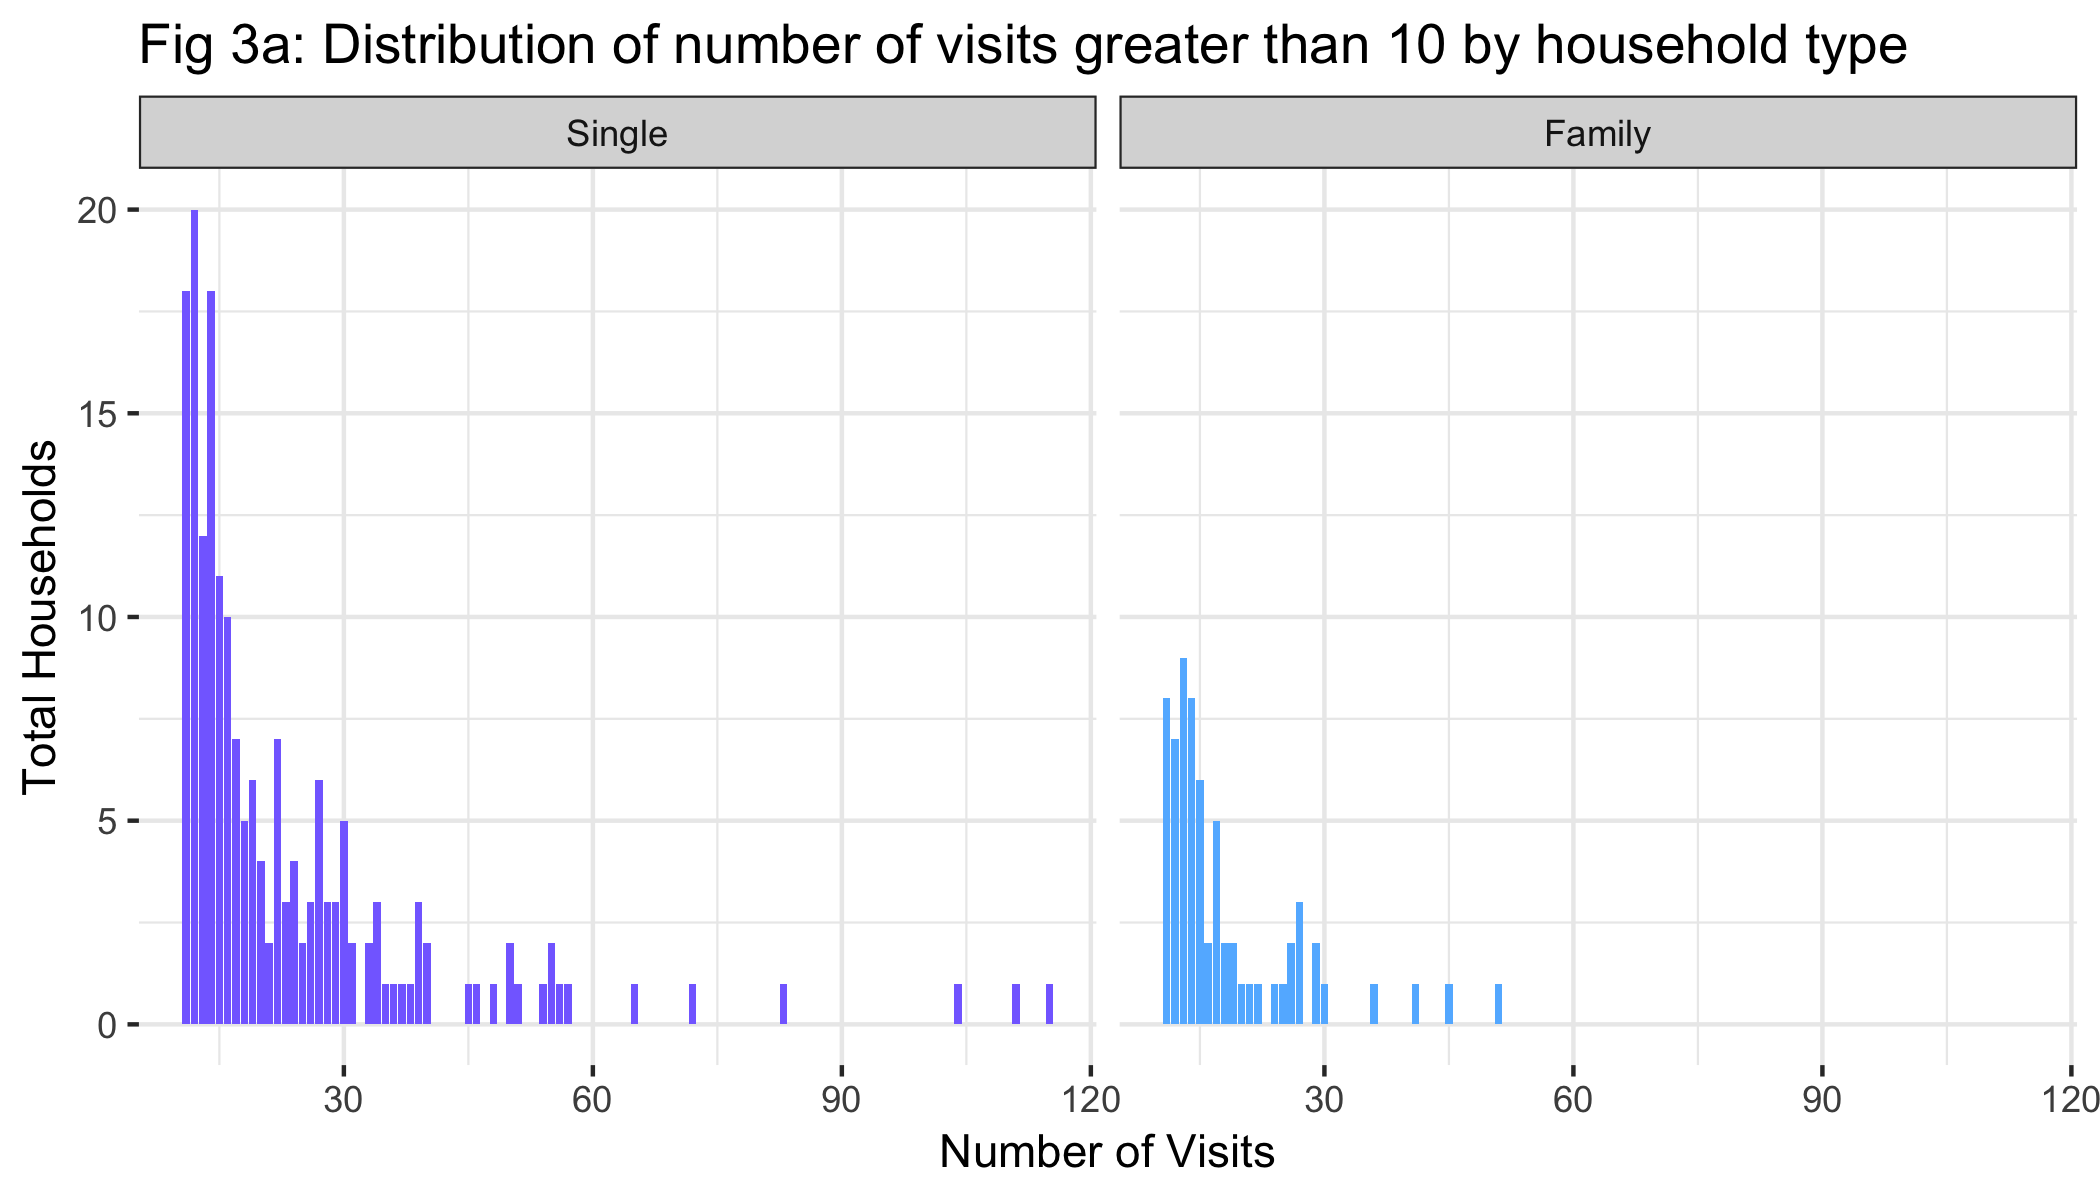 Fig 3a: Distribution of number of visits greater than 10 by household type
Single
Family
Total Households
20
15
10
5
0
30
60
90
120
30
60
90
120
Number of Visits